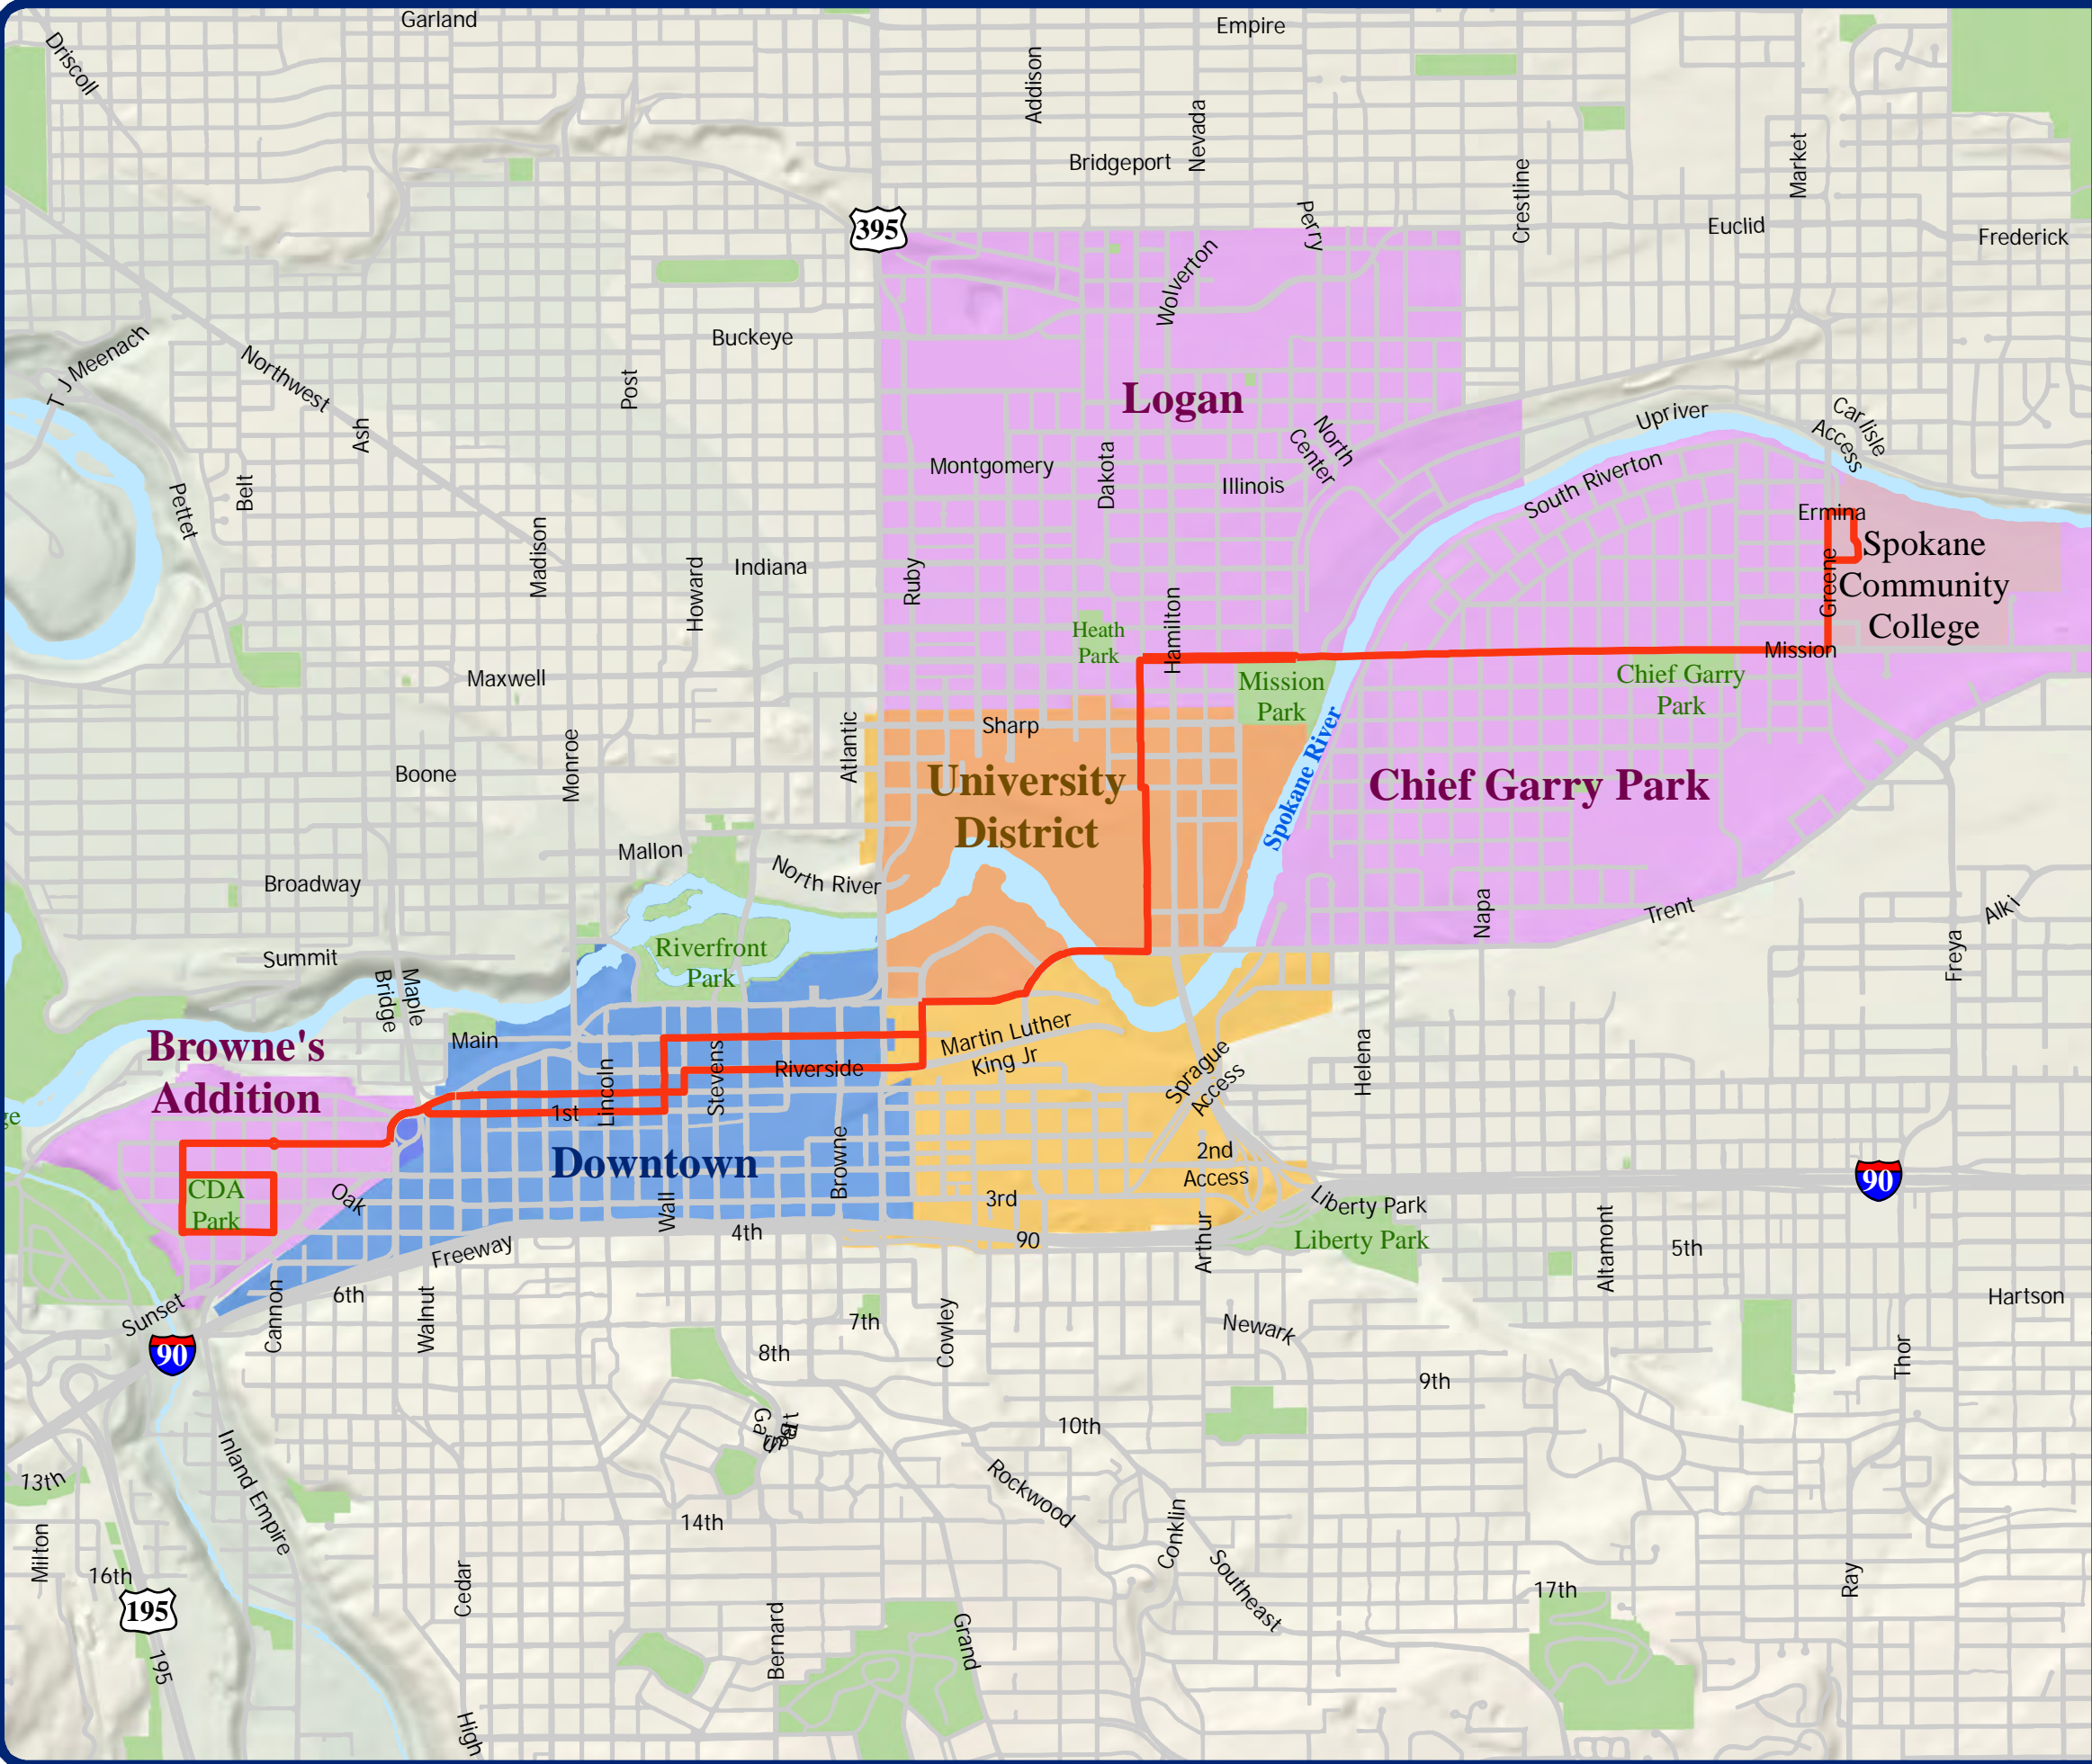 Garland
Empire
Driscoll
Addison
Nevada
Bridgeport
Market
Crestline
Perry
395
Euclid
Frederick
Wolverton
Buckeye
T J Meenach
Northwest
Post
Logan
Ash
North
Center
Upriver
Carlisle
Access
Montgomery
Dakota
Illinois
South Riverton
Belt
Pettet
Madison
Howard
Indiana
Ruby
Hamilton
Ermina
Greene
Spokane
Community
College
Heath
Park
Mission
Maxwell
Mission
Park
Chief Garry
Park
Sharp
Atlantic
Monroe
Boone
University
District
Spokane River
Chief Garry Park
Mallon
North River
Broadway
Napa
Trent
Alki
Riverfront
Park
Summit
Freya
Maple
Bridge
Main
Browne's
Addition
Martin Luther
King Jr
Riverside
Stevens
Lincoln
1st
Sprague
Access
Helena
ge
Downtown
Browne
2nd
Access
90
CDA
Park
Oak
Wall
3rd
Liberty Park
4th
90
Freeway
Arthur
Liberty Park
Altamont
5th
6th
Sunset
Cannon
Walnut
Hartson
90
7th
Cowley
Newark
8th
Thor
9th
10th
Inland Empire
13th
Rockwood
14th
Conklin
Milton
16th
Cedar
Southeast
17th
Ray
195
195
Bernard
Grand
High